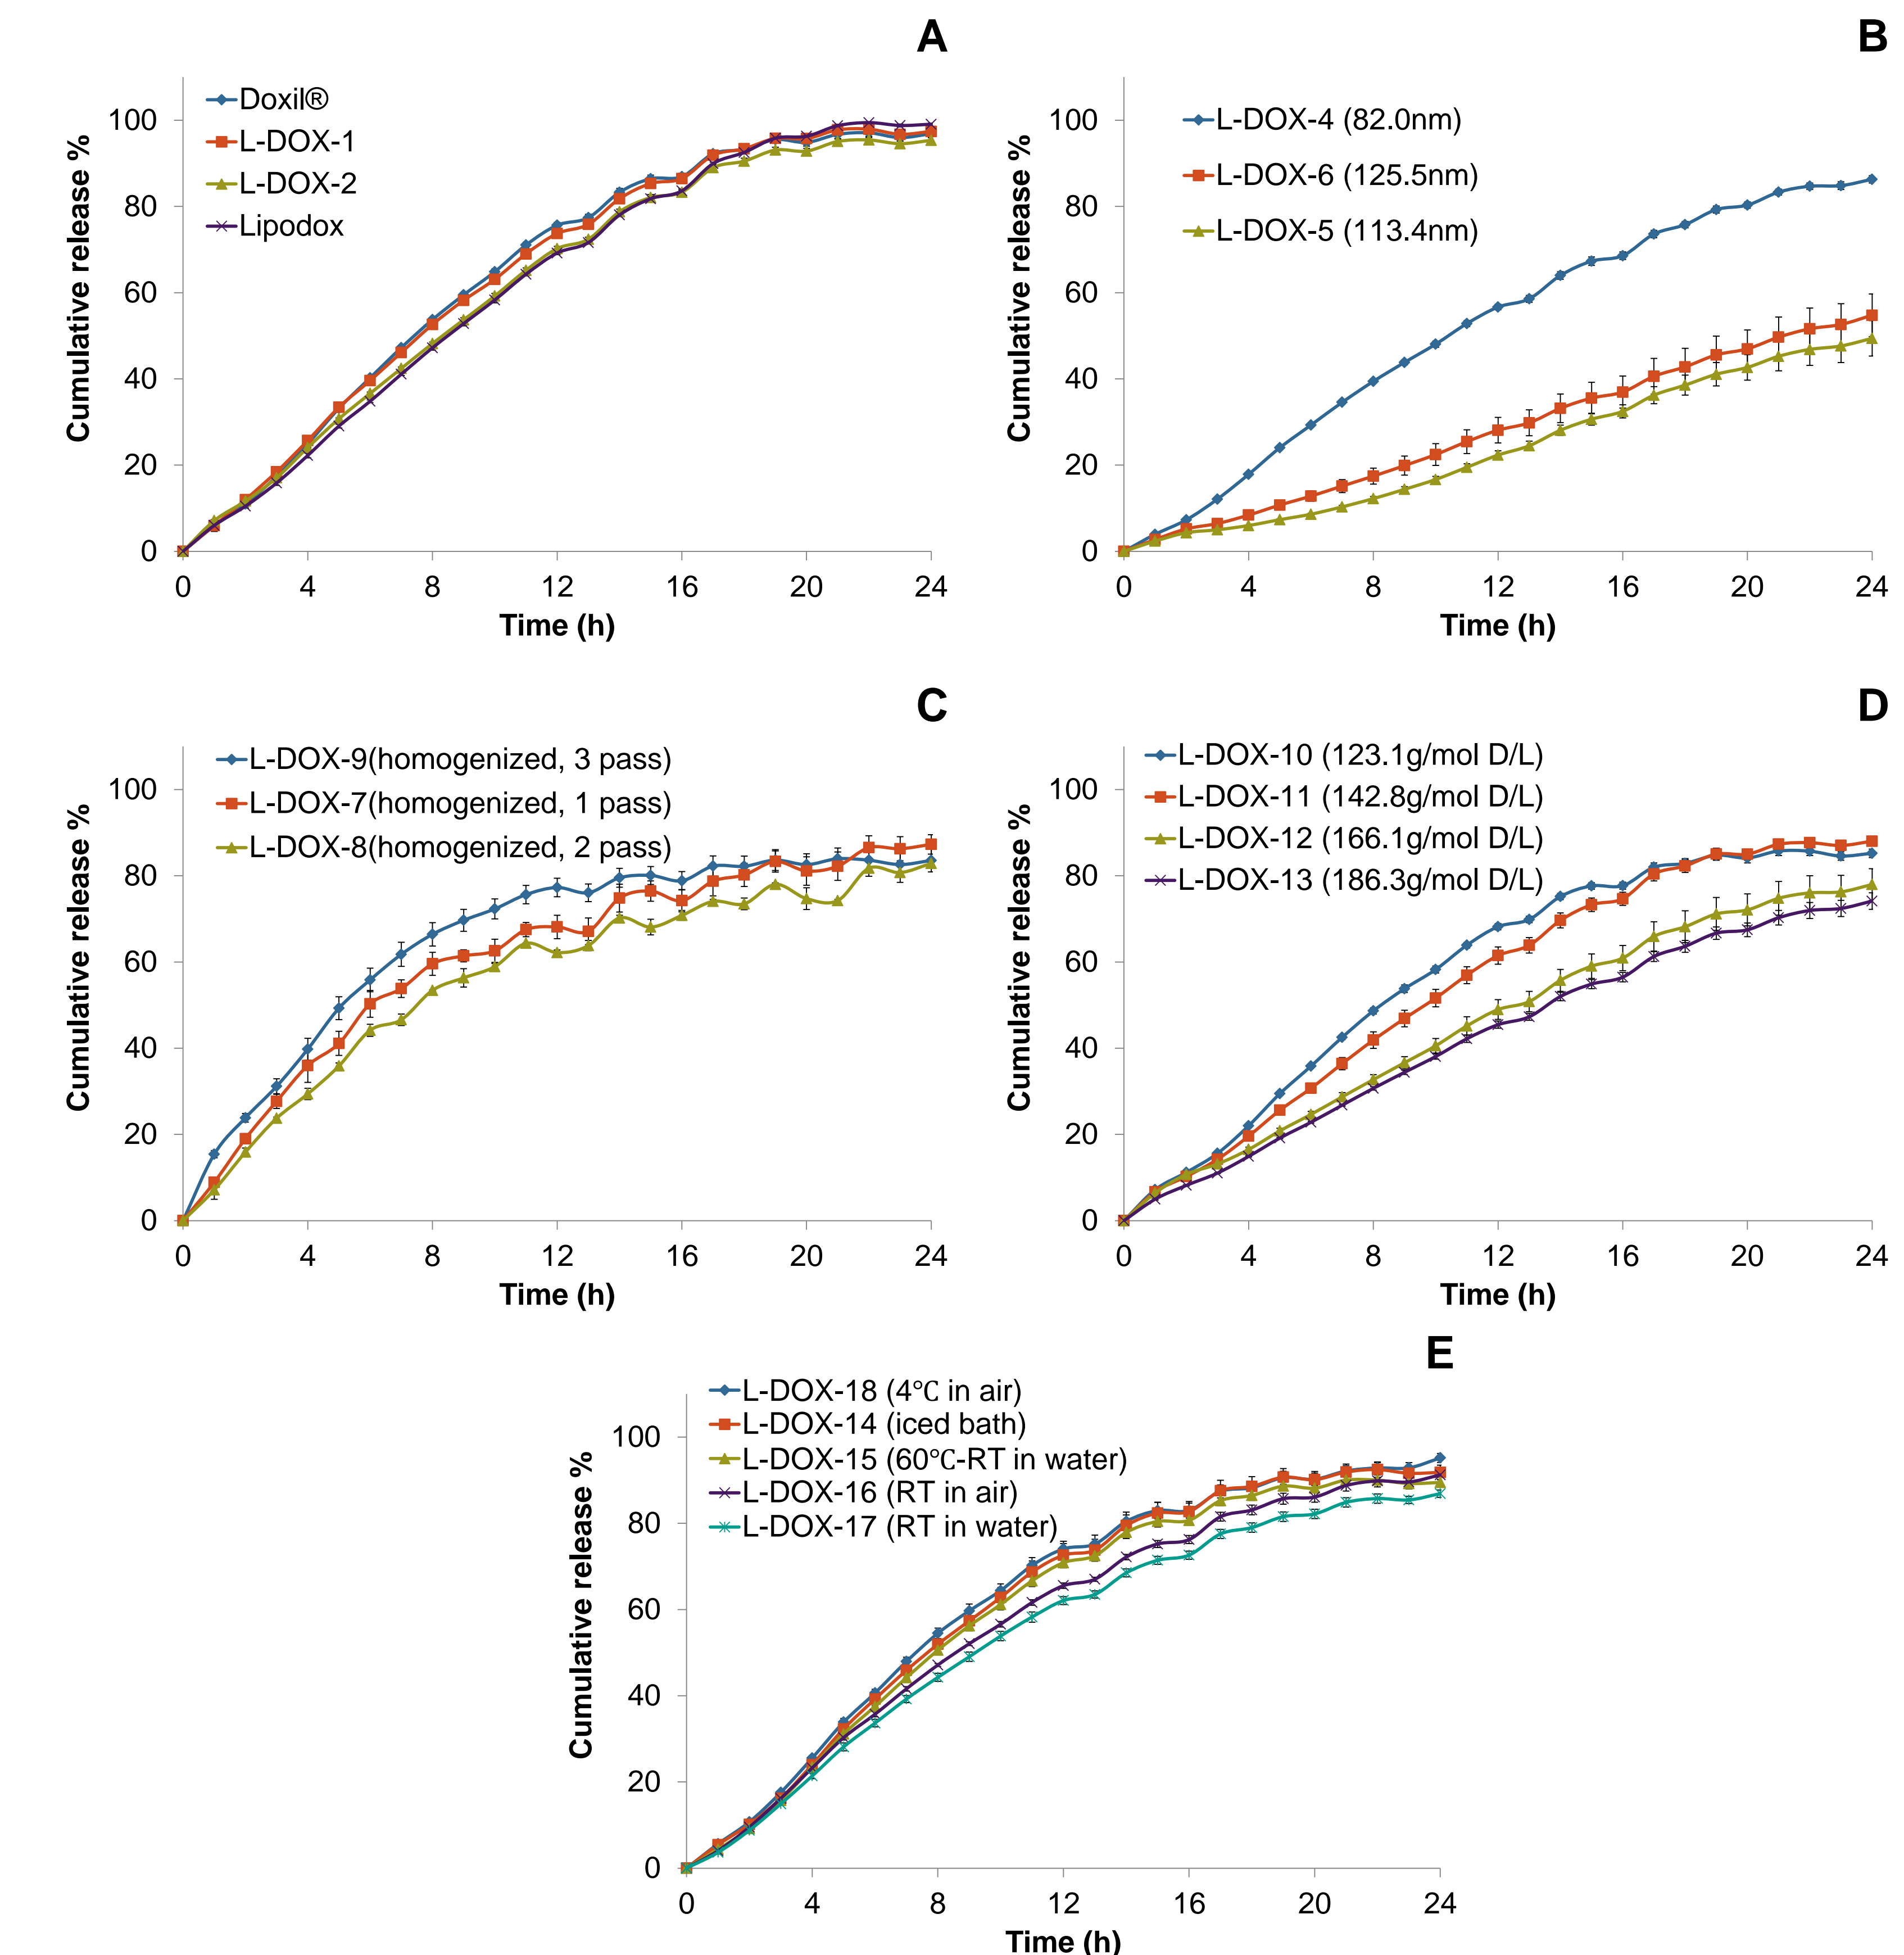 A
Cumulative release %
100
80
60
40
20
0
Doxil®
L-DOX-1
L-DOX-2
Lipodox
0 4 8 12 16 20 24
Time (h)
B
Cumulative release %
100
80
60
40
20
0
L-DOX-4 (82.0nm)
L-DOX-6 (125.5nm)
L-DOX-5 (113.4nm)
0 4 8 12 16 20 24
Time (h)
C
Cumulative release %
100
80
60
40
20
0
L-DOX-9(homogenized, 3 pass)
L-DOX-7(homogenized, 1 pass)
L-DOX-8(homogenized, 2 pass)
0 4 8 12 16 20 24
Time (h)
D
Cumulative release %
100
80
60
40
20
0
L-DOX-10 (123.1g/mol D/L)
L-DOX-11 (142.8g/mol D/L)
L-DOX-12 (166.1g/mol D/L)
L-DOX-13 (186.3g/mol D/L)
0 4 8 12 16 20 24
Time (h)
E
Cumulative release %
100
80
60
40
20
0
L-DOX-18 (4℃ in air)
L-DOX-14 (iced bath)
L-DOX-15 (60℃-RT in water)
L-DOX-16 (RT in air)
L-DOX-17 (RT in water)
0 4 8 12 16 20 24
Time (h)